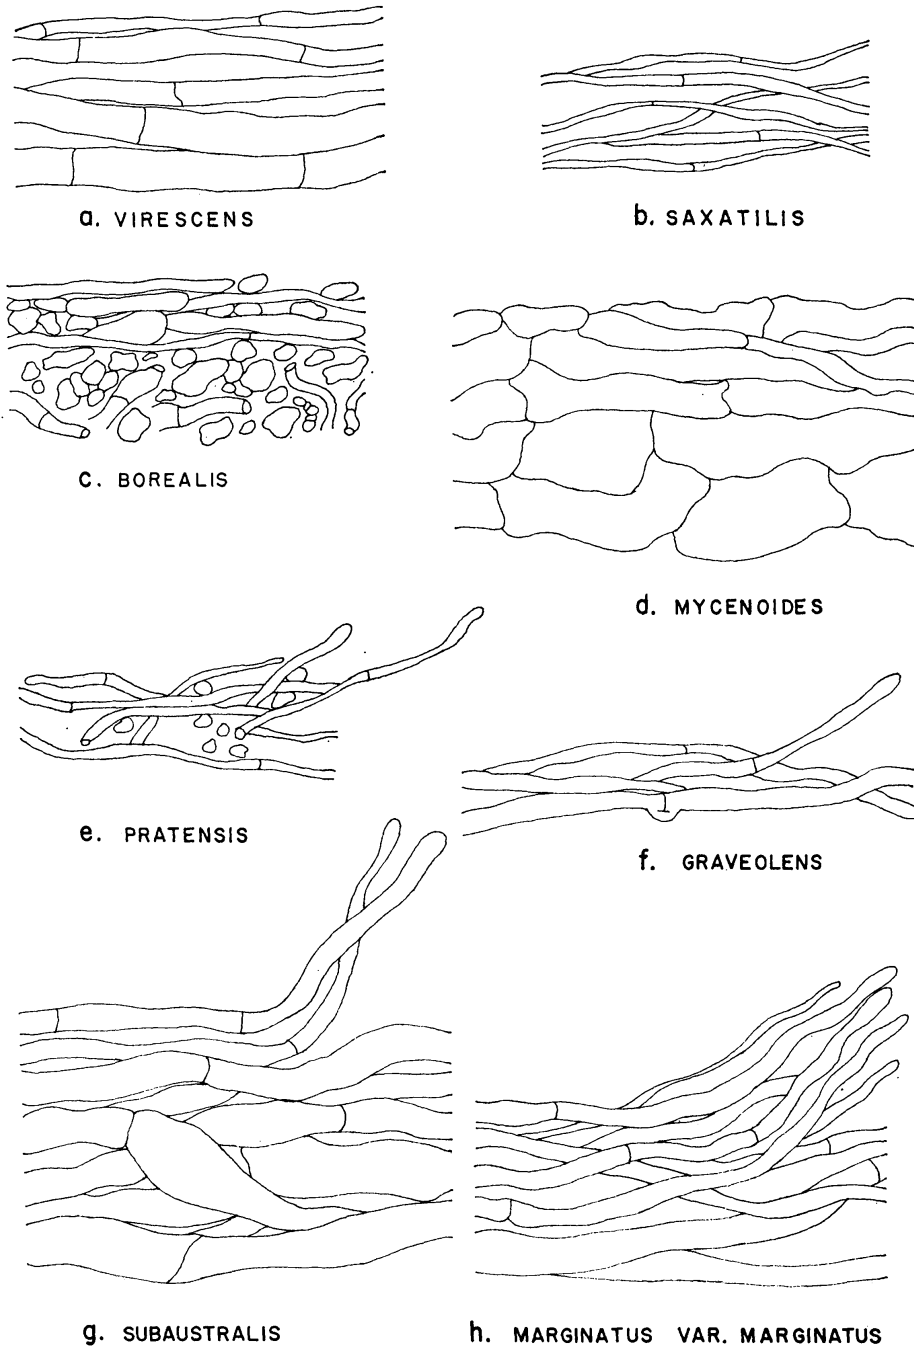 a. VIRESCENS
b. SAXATILIS
c. BOREALIS
d. MYCENOIDES
e. PRATENSIS
f. GRAVEOLENS
g. SUBAUSTRALIS
h. MARGINATUS VAR. MARGINATUS